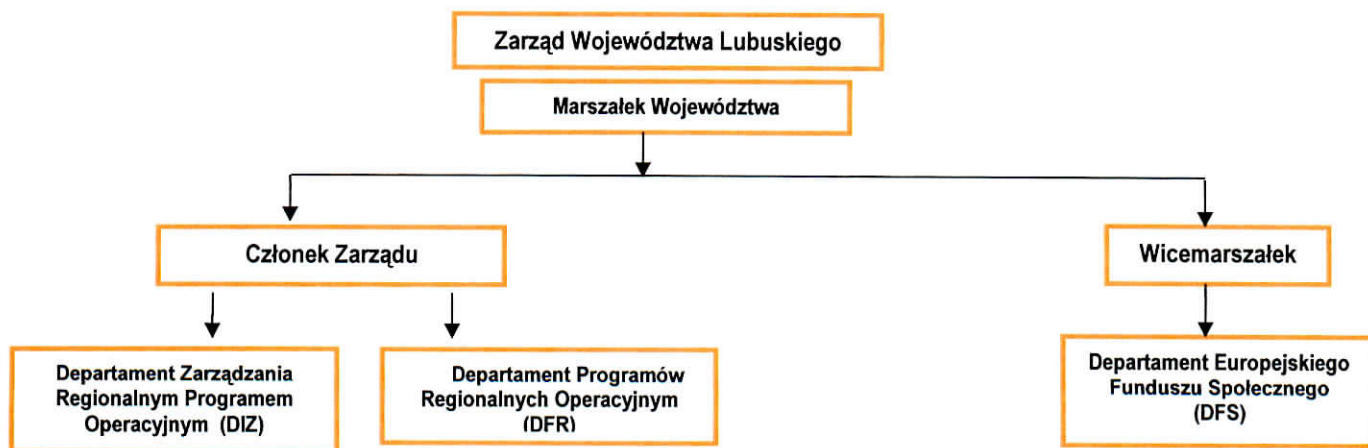 Zarząd Województwa Lubuskiego
Marszałek Województwa
Członek Zarządu
Wicemarszałek
Departament Zarządzania
Regionalnym Programem
Operacyjnym (DIZ)
Departament Programów
Regionalnych Operacyjnym
(DFR)
Departament Europejskiego
Funduszu Społecznego
(DFS)